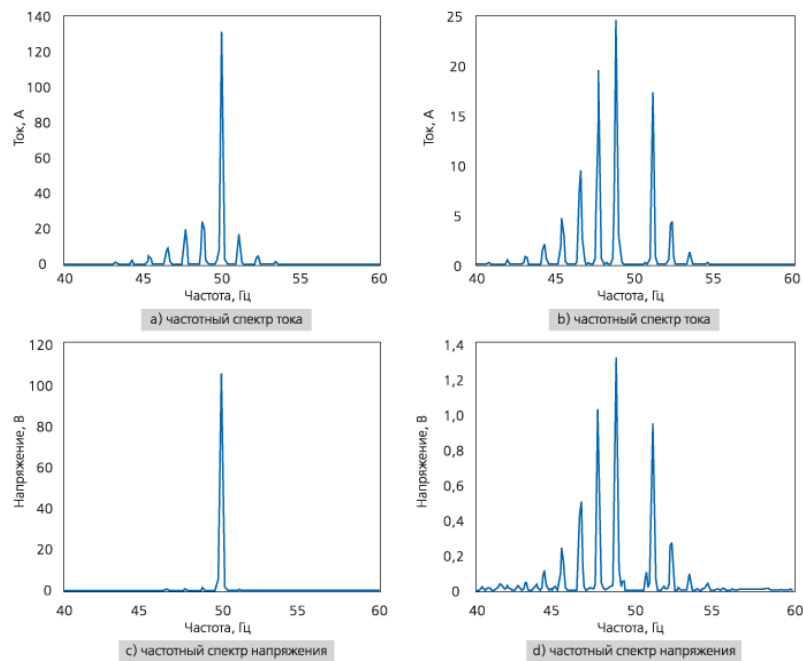 140
120
100
80
60
40
20
0
Ток, А
40 45 50 55 60
Частота, Гц
a) частотный спектр тока
25
20
15
10
5
0
Ток, А
40 45 50 55 60
Частота, Гц
b) частотный спектр тока
120
100
80
60
40
20
0
Напряжение, В
40 45 50 55 60
Частота, Гц
c) частотный спектр напряжения
1,4
1,2
1,0
0,8
0,6
0,4
0,2
0
Напряжение, В
40 45 50 55 60
Частота, Гц
d) частотный спектр напряжения